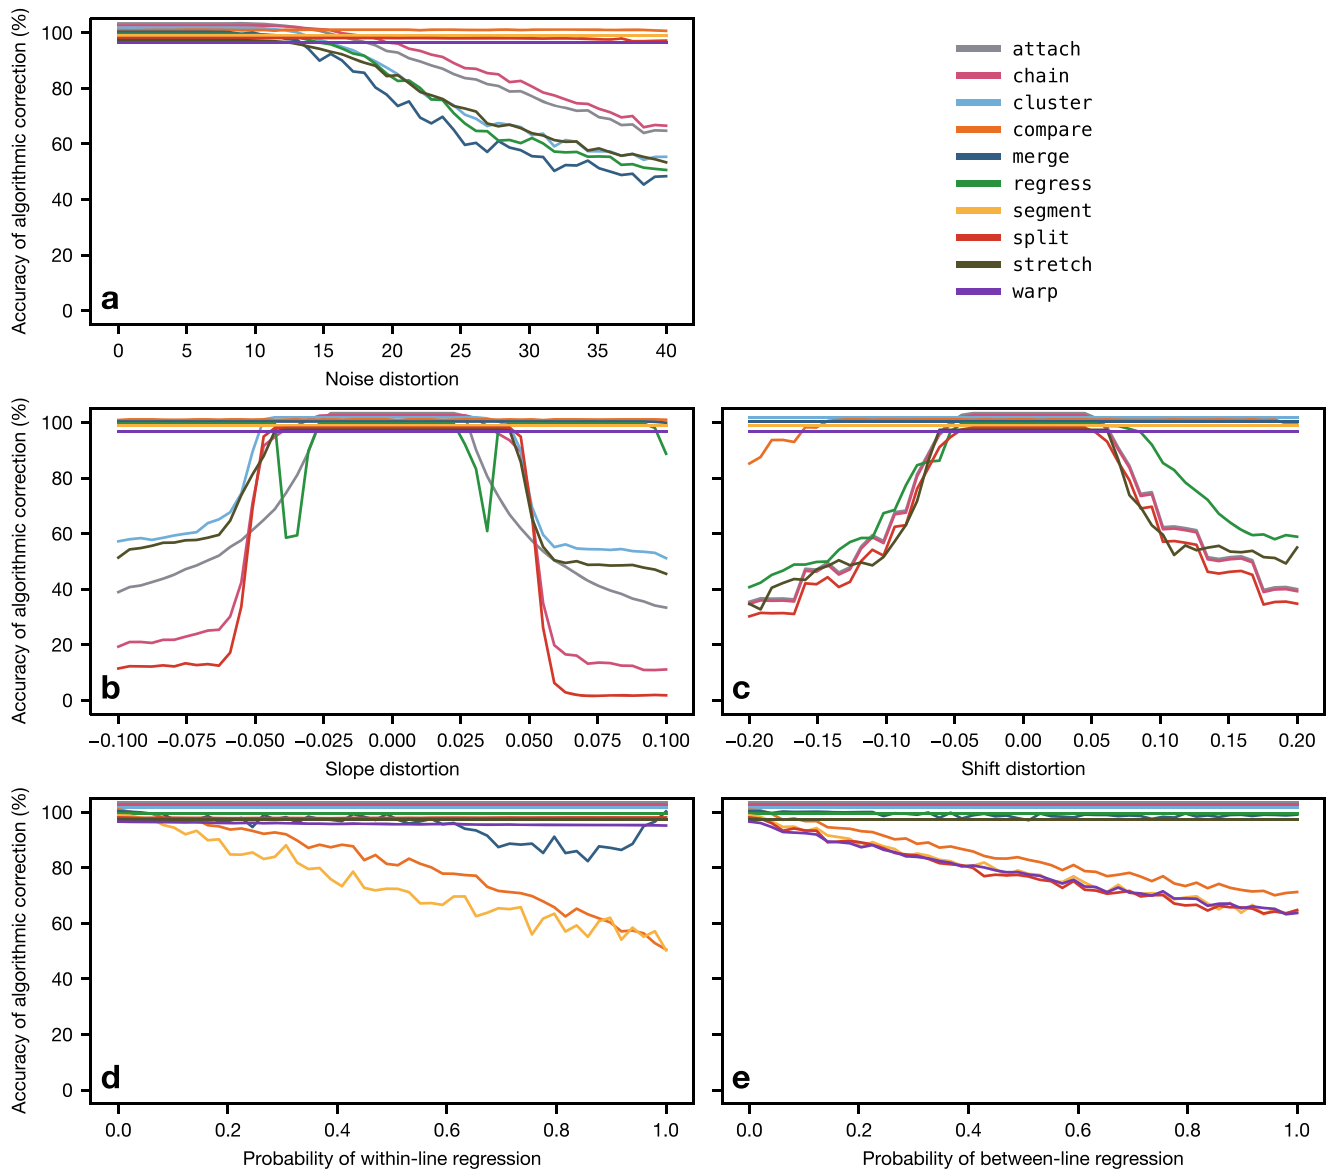 Accuracy of algorithmic correction (%)
100
80
60
40
20
0
a
0 5 10 15 20 25 30 35 40
Noise distortion
attach
chain
cluster
compare
merge
regress
segment
split
stretch
warp
Accuracy of algorithmic correction (%)
100
80
60
40
20
0
b
−0.100 −0.075 −0.050 −0.025 0.000 0.025 0.050 0.075 0.100
Slope distortion
c
−0.20 −0.15 −0.10 −0.05 0.00 0.05 0.10 0.15 0.20
Shift distortion
Accuracy of algorithmic correction (%)
100
80
60
40
20
0
d
0.0 0.2 0.4 0.6 0.8 1.0
Probability of within-line regression
e
0.0 0.2 0.4 0.6 0.8 1.0
Probability of between-line regression